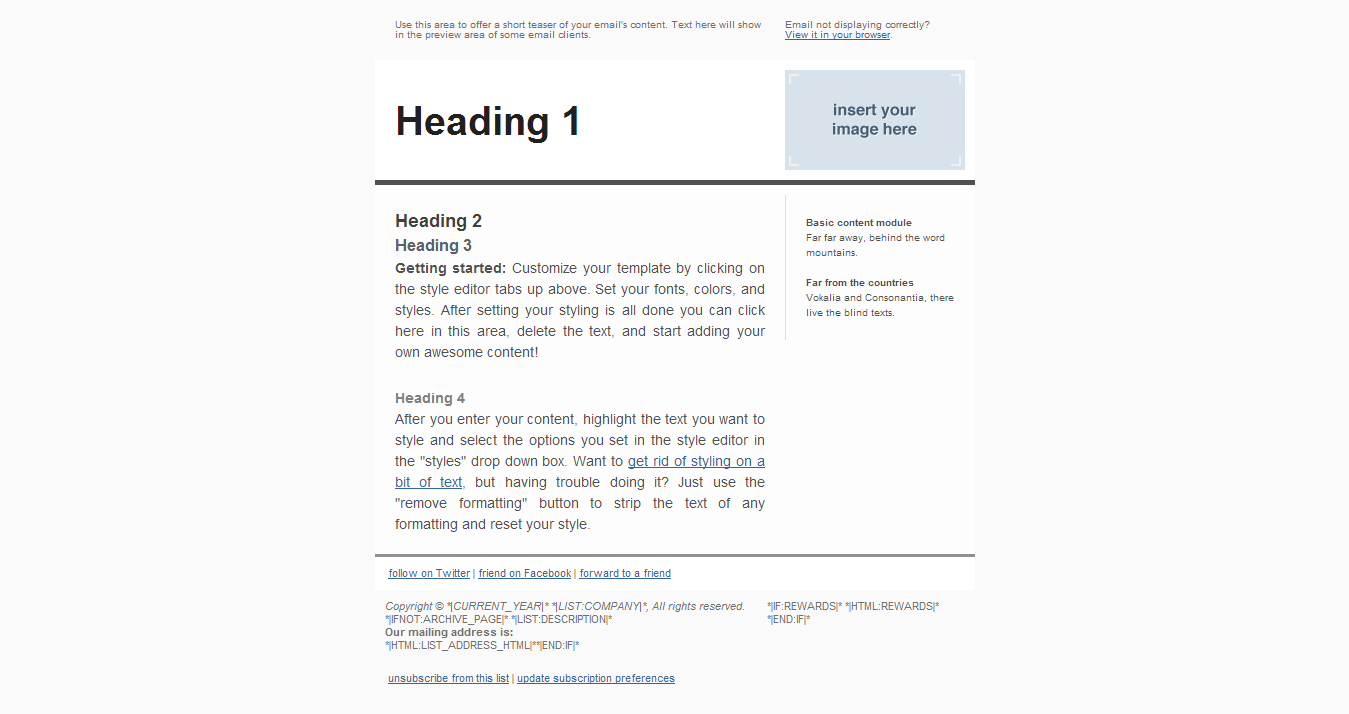 Use this area to offer a short teaser of your email's content. Text here will show
in the preview area of some email clients.
Email not displaying correctly?
View it in your browser.
Heading 1
insert your
image here
Heading 2
Heading 3
Getting started: Customize your template by clicking on
the style editor tabs up above. Set your fonts, colors, and
styles. After setting your styling is all done you can click
here in this area, delete the text, and start adding your
own awesome content!
Heading 4
After you enter your content, highlight the text you want to
style and select the options you set in the style editor in
the "styles" drop down box. Want to get rid of styling on a
bit of text, but having trouble doing it? Just use the
"remove formatting" button to strip the text of any
formatting and reset your style.
Basic content module
Far far away, behind the word
mountains.
Far from the countries
Vokalia and Consonantia, there
live the blind texts.
follow on Twitter | friend on Facebook | forward to a friend
Copyright © *|CURRENT_YEAR|* *|LIST:COMPANY|*, All rights reserved.
*|IFNOT:ARCHIVE_PAGE|* *|LIST:DESCRIPTION|*
Our mailing address is:
*|HTML:LIST_ADDRESS_HTML|**|END:IF|*
*|IF:REWARDS|* *|HTML:REWARDS|*
*|END:IF|*
unsubscribe from this list | update subscription preferences